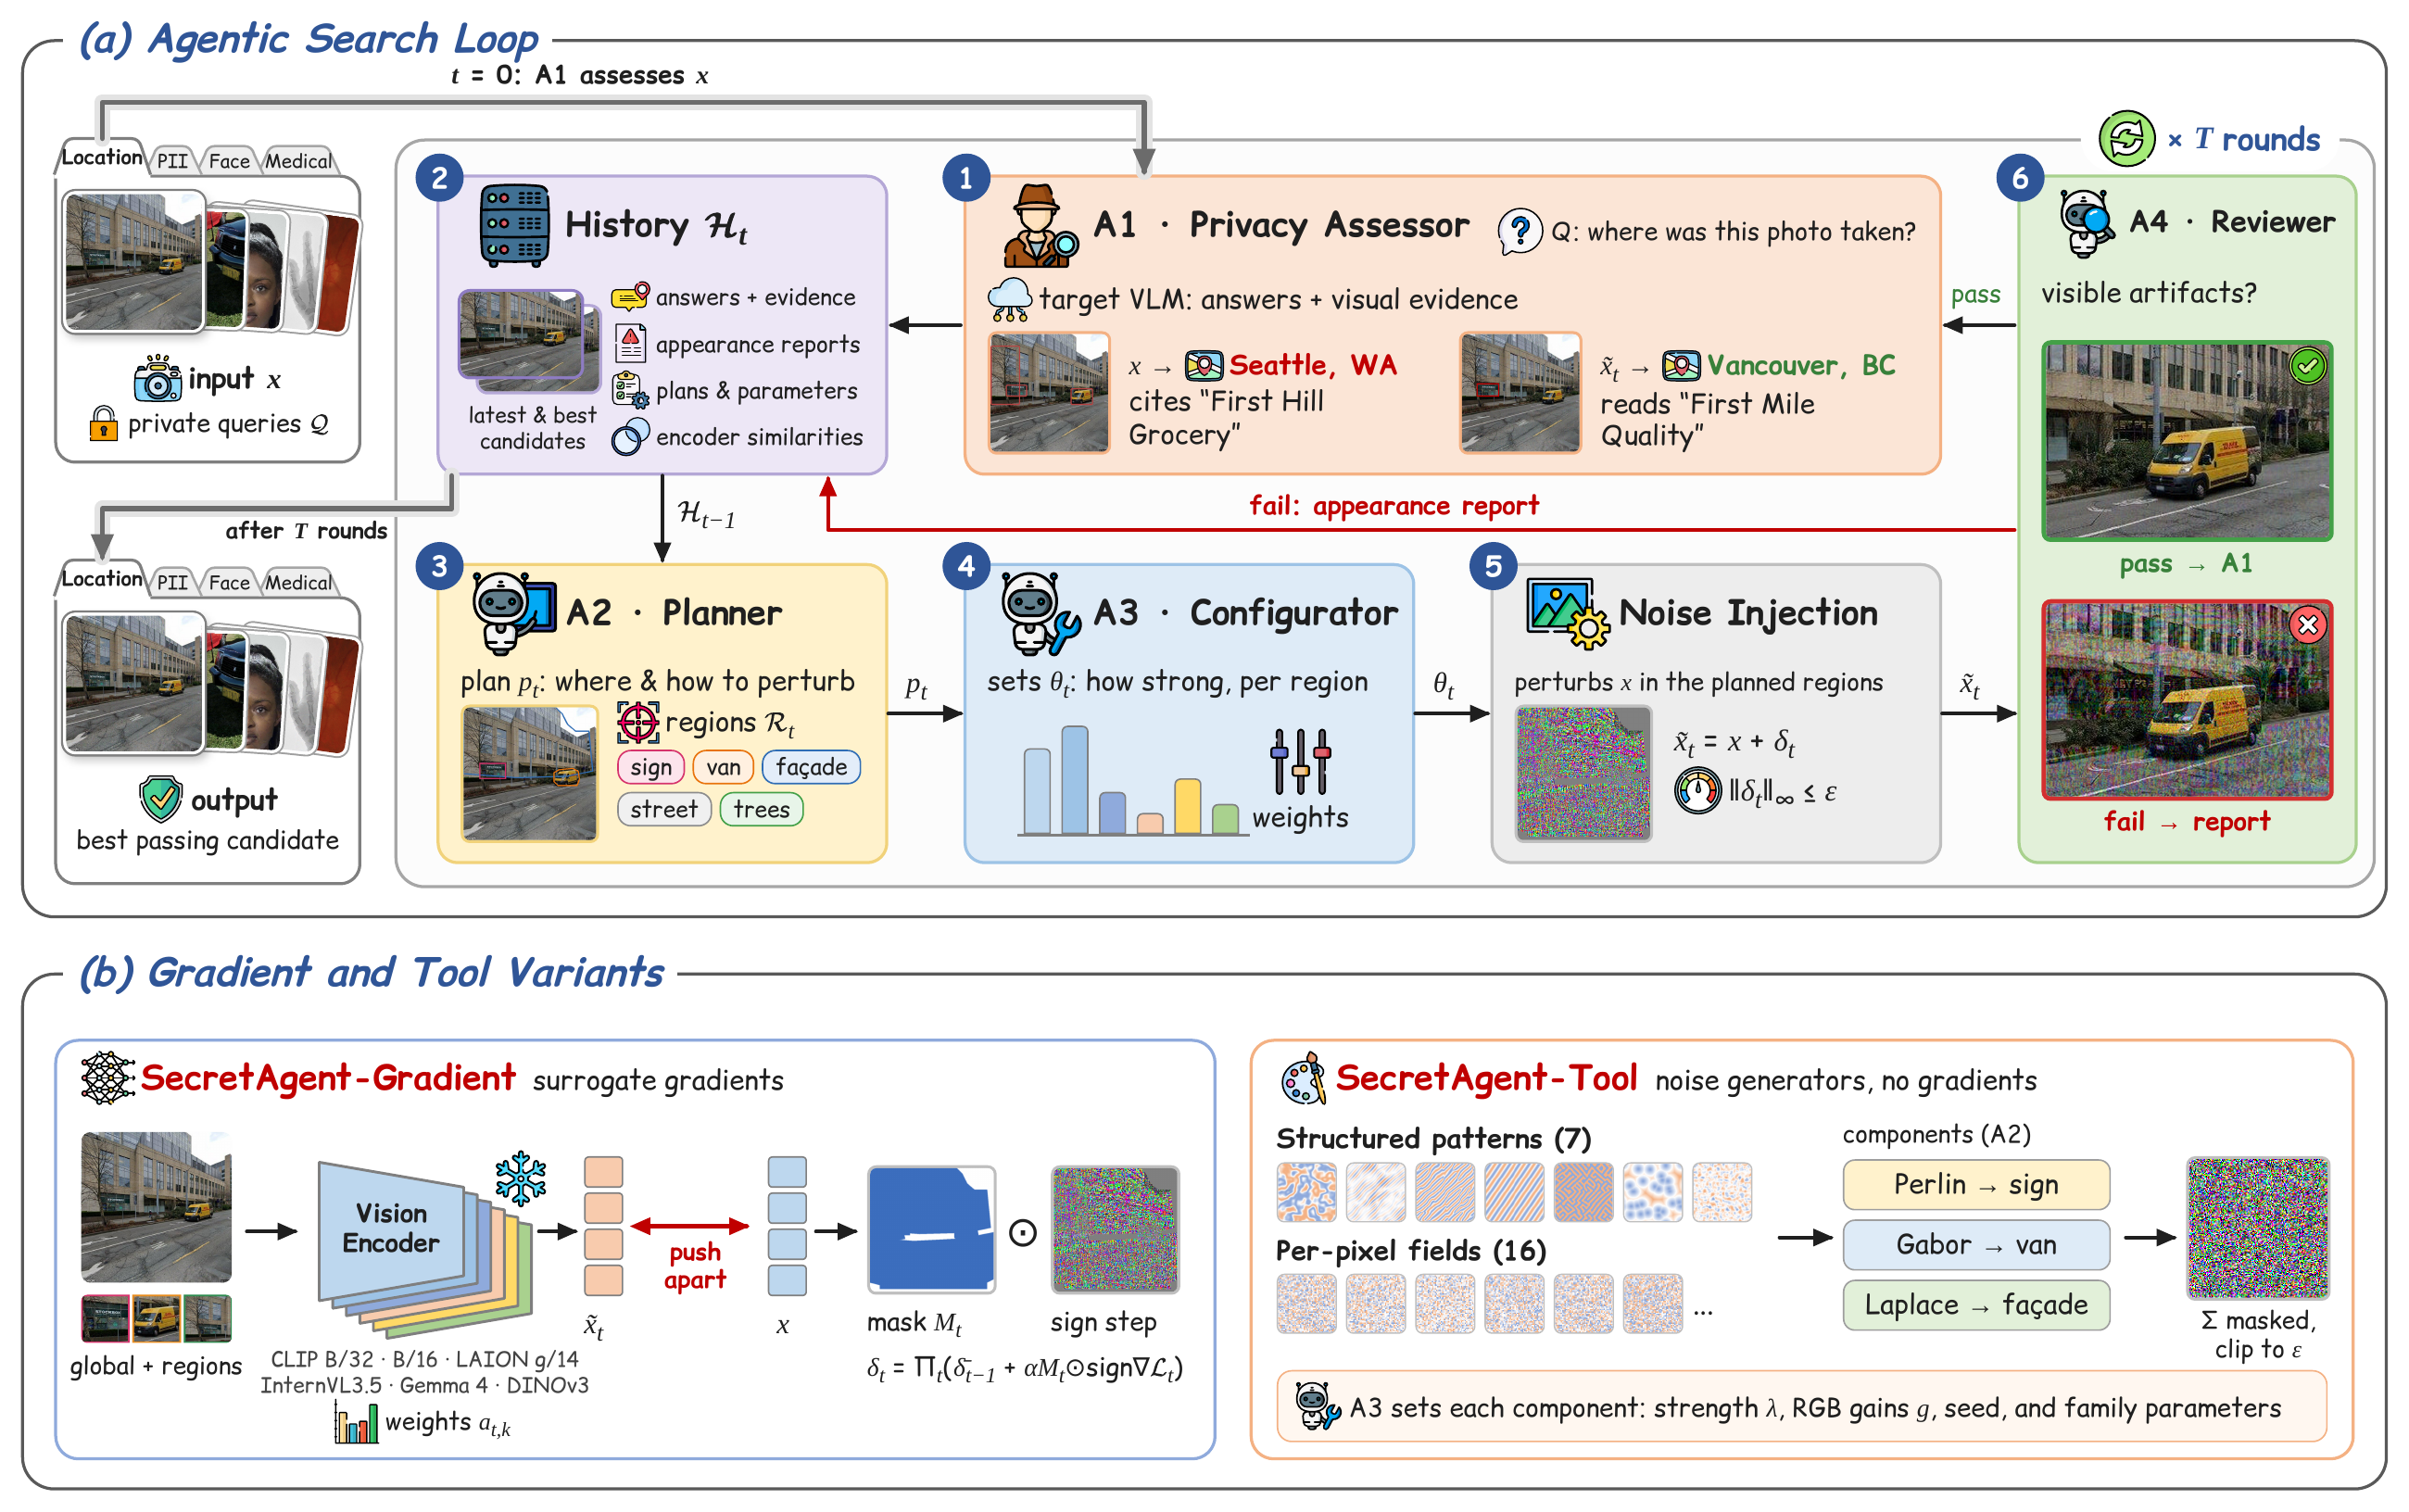 (a) Agentic Search Loop
t = 0: A1 assesses x
× T rounds
Location PII Face Medical
input x
private queries 𝒬
2
History ℋt
answers + evidence
appearance reports
plans & parameters
encoder similarities
latest & best
candidates
1
A1 · Privacy Assessor
Q: where was this photo taken?
target VLM: answers + visual evidence
x → Seattle, WA
cites “First Hill
Grocery”
x̃t → Vancouver, BC
reads “First Mile
Quality”
pass
6
A4 · Reviewer
visible artifacts?
pass → A1
fail → report
fail: appearance report
ℋt−1
after T rounds
Location PII Face Medical
output
best passing candidate
3
A2 · Planner
plan pt: where & how to perturb
regions ℛt
sign van façade
street trees
pt
4
A3 · Configurator
sets θt: how strong, per region
weights
θt
5
Noise Injection
perturbs x in the planned regions
x̃t = x + δt
‖δt‖∞ ≤ ε
x̃t
(b) Gradient and Tool Variants
SecretAgent-Gradient surrogate gradients
global + regions
Vision
Encoder
CLIP B/32 · B/16 · LAION g/14
InternVL3.5 · Gemma 4 · DINOv3
weights at,k
x̃t
push
apart
x
mask Mt
⊙
sign step
δt = Πt(δt−1 + αMt⊙sign∇ℒt)
SecretAgent-Tool noise generators, no gradients
Structured patterns (7)
Per-pixel fields (16)
...
components (A2)
Perlin → sign
Gabor → van
Laplace → façade
Σ masked,
clip to ε
A3 sets each component: strength λ, RGB gains g, seed, and family parameters